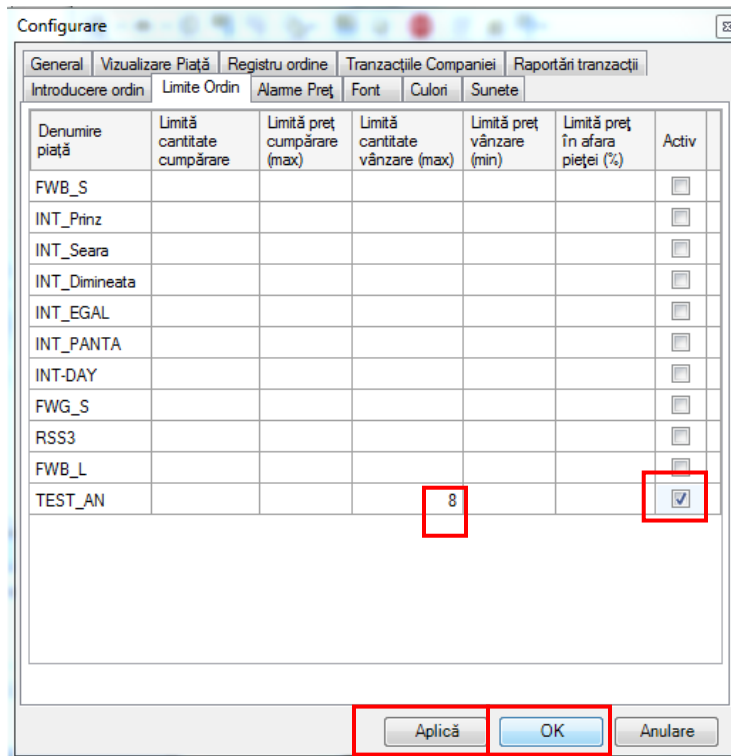 Configurare
General Vizualizare Piață Registru ordine Tranzacțiile Companiei Raportări tranzacții
Introducere ordin Limite Ordin Alarme Preț Font Culori Sunete
Denumire piață
Limită cantitate cumpărare
Limită preț cumpărare (max)
Limită cantitate vânzare (max)
Limită preț vânzare (min)
Limită preț în afara pieței (%)
Activ
FWB_S
INT_Prinz
INT_Seara
INT_Dimineata
INT_EGAL
INT_PANTA
INT-DAY
FWG_S
RSS3
FWB_L
TEST_AN 8
Aplică OK Anulare